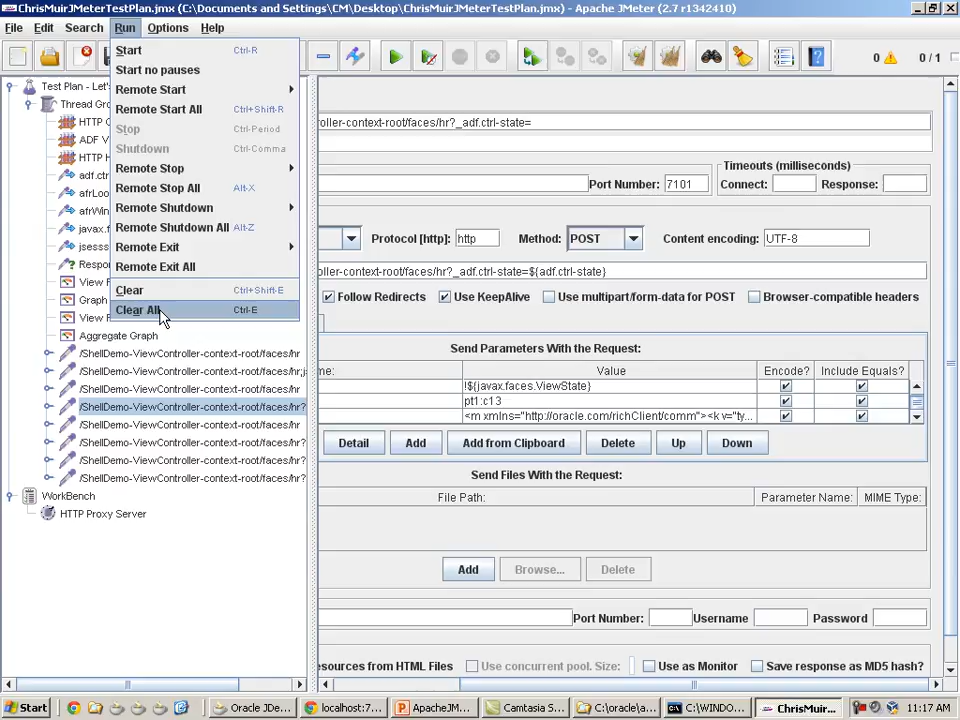 ChrisMuirJMeterTestPlan.jmx (C:\Documents and Settings\CM\Desktop\ChrisMuirJMeterTestPlan.jmx) - Apache JMeter (2.7 r1342410)
File Edit Search Run Options Help
0 0 / 1
Start Ctrl-R
Start no pauses
Remote Start
Remote Start All Ctrl+Shift-R
Stop Ctrl-Period
Shutdown Ctrl-Comma
Remote Stop
Remote Stop All Alt-X
Remote Shutdown
Remote Shutdown All Alt-Z
Remote Exit
Remote Exit All
Clear Ctrl+Shift-E
Clear All Ctrl-E
Test Plan - Let's
Thread Gro
HTTP C
ADF V
HTTP H
adf.ctr
afrLoo
afrWin
javax.f
jsesss
Respon
View R
Graph
View R
Aggregate Graph
/ShellDemo-ViewController-context-root/faces/hr
/ShellDemo-ViewController-context-root/faces/hr;j
/ShellDemo-ViewController-context-root/faces/hr
/ShellDemo-ViewController-context-root/faces/hr?
/ShellDemo-ViewController-context-root/faces/hr?
/ShellDemo-ViewController-context-root/faces/hr?
/ShellDemo-ViewController-context-root/faces/hr?
/ShellDemo-ViewController-context-root/faces/hr?
WorkBench
HTTP Proxy Server
oller-context-root/faces/hr?_adf.ctrl-state=
Timeouts (milliseconds)
Port Number: 7101 Connect: Response:
Protocol [http]: http Method: POST Content encoding: UTF-8
oller-context-root/faces/hr?_adf.ctrl-state=${adf.ctrl-state}
Follow Redirects Use KeepAlive Use multipart/form-data for POST Browser-compatible headers
Send Parameters With the Request:
me: Value Encode? Include Equals?
!${javax.faces.ViewState}
pt1:c13
<m xmlns="http://oracle.com/richClient/comm"><k v="ty...
Detail Add Add from Clipboard Delete Up Down
Send Files With the Request:
File Path: Parameter Name: MIME Type:
Add Browse... Delete
Port Number: Username Password
esources from HTML Files Use concurrent pool. Size: Use as Monitor Save response as MD5 hash?
Start Oracle JDe... localhost:7... ApacheJM... Camtasia S... C:\oracle\a... C:\WINDO... ChrisMuir... 11:17 AM